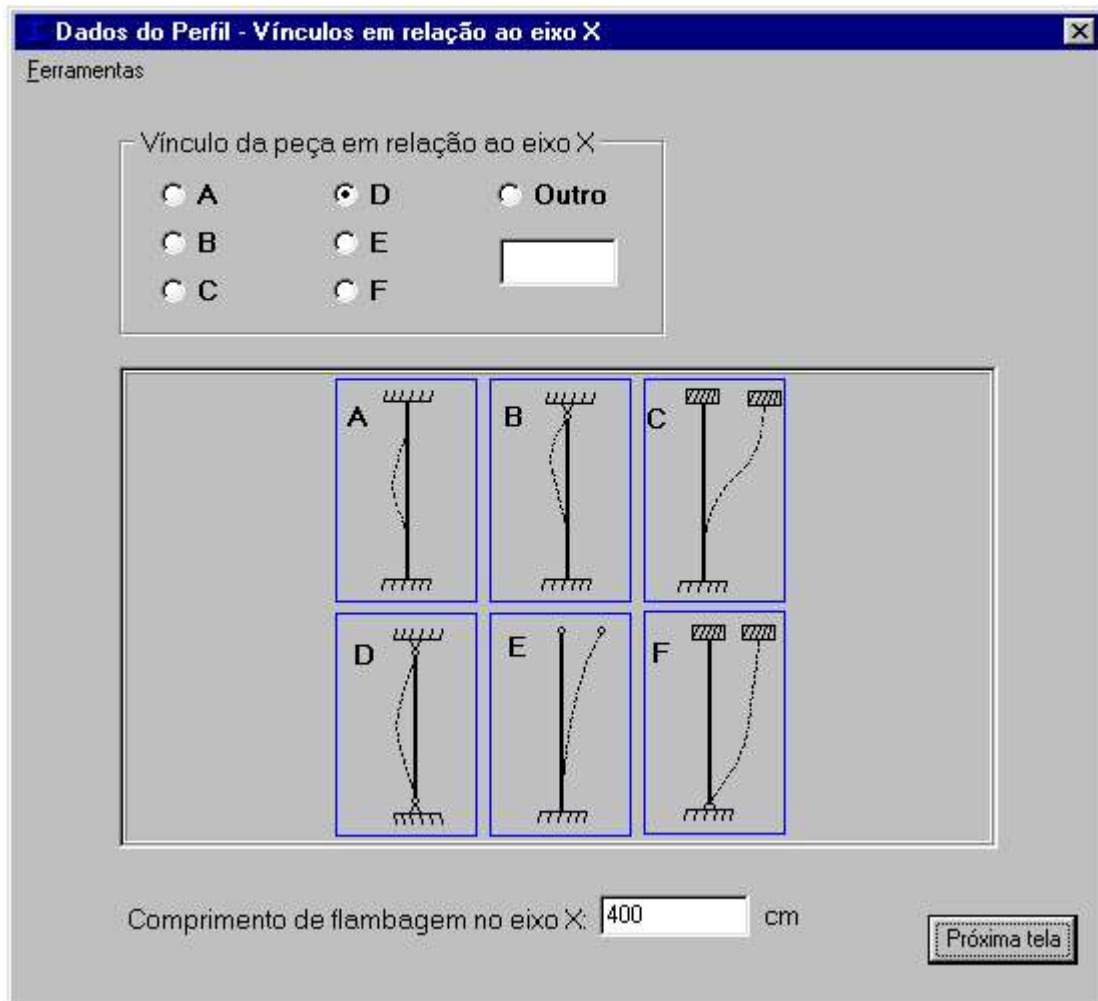 Dados do Perfil - Vínculos em relação ao eixo X
Ferramentas
Vínculo da peça em relação ao eixo X
A D Outro
B E
C F
A B C
D E F
Comprimento de flambagem no eixo X: 400 cm
Próxima tela